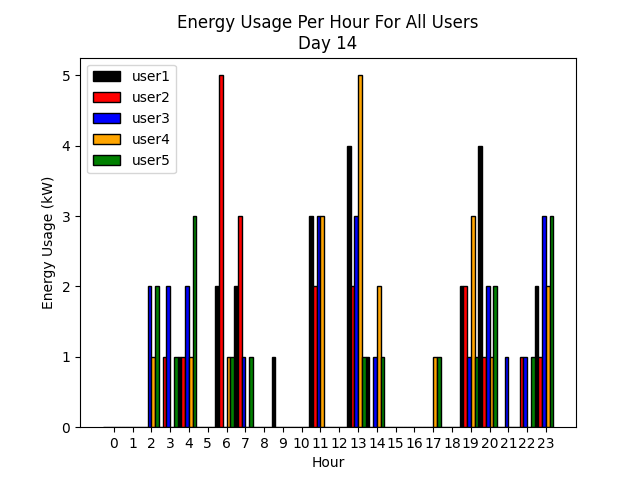 Energy Usage Per Hour For All Users
Day 14
user1
user2
user3
user4
user5
Energy Usage (kW)
5
4
3
2
1
0
0 1 2 3 4 5 6 7 8 9 10 11 12 13 14 15 16 17 18 19 20 21 22 23
Hour